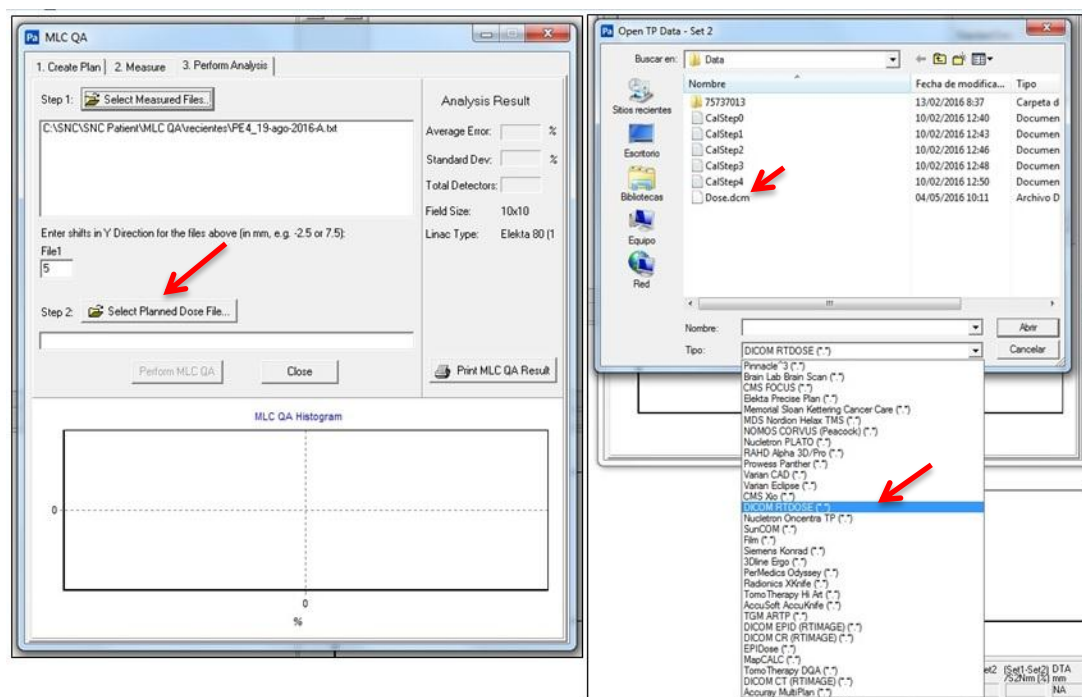 MLC QA
1. Create Plan
2. Measure
3. Perform Analysis
Step 1:
Select Measured Files..
C:\SNC\SNC Patient\MLC QA\recientes\PE4_19-ago-2016-A.txt
Enter shifts in Y Direction for the files above (in mm, e.g. -2.5 or 7.5):
File1
5
Step 2:
Select Planned Dose File...
Perform MLC QA
Close
Analysis Result
Average Error: %
Standard Dev: %
Total Detectors:
Field Size: 10x10
Linac Type: Elekta 80 (1
Print MLC QA Result
MLC QA Histogram
0
0
%
Open TP Data - Set 2
Buscar en: Data
Sitios recientes
Escritorio
Bibliotecas
Equipo
Red
Nombre Fecha de modifica... Tipo
75737013 13/02/2016 8:37 Carpeta d
CalStep0 10/02/2016 12:40 Documen
CalStep1 10/02/2016 12:43 Documen
CalStep2 10/02/2016 12:46 Documen
CalStep3 10/02/2016 12:48 Documen
CalStep4 10/02/2016 12:50 Documen
Dose.dcm 04/05/2016 10:11 Archivo D
Nombre: Abrir
Tipo: DICOM RTDOSE (*.*) Cancelar
Pinnacle^3 (*.*)
Brain Lab Brain Scan (*.*)
CMS FOCUS (*.*)
Elekta Precise Plan (*.*)
Memorial Sloan Kettering Cancer Care (*.*)
MDS Nordion Helax TMS (*.*)
NOMOS CORVUS (Peacock) (*.*)
Nucletron PLATO (*.*)
RAHD Alpha 3D/Pro (*.*)
Prowess Panther (*.*)
Varian CAD (*.*)
Varian Eclipse (*.*)
CMS Xio (*.*)
DICOM RTDOSE (*.*)
Nucletron Oncentra TP (*.*)
SunCOM (*.*)
Film (*.*)
Siemens Konrad (*.*)
3Dline Ergo (*.*)
PerMedics Odyssey (*.*)
Radionics XKnife (*.*)
TomoTherapy Hi Art (*.*)
AccuSoft AccuKnife (*.*)
TGM ARTP (*.*)
DICOM EPID (RTIMAGE) (*.*)
DICOM CR (RTIMAGE) (*.*)
EPIDose (*.*)
MapCALC (*.*)
TomoTherapy DQA (*.*)
DICOM CT (RTIMAGE) (*.*)
Accuray MultiPlan (*.*)
(Set1-Set2) DTA
mm
NA